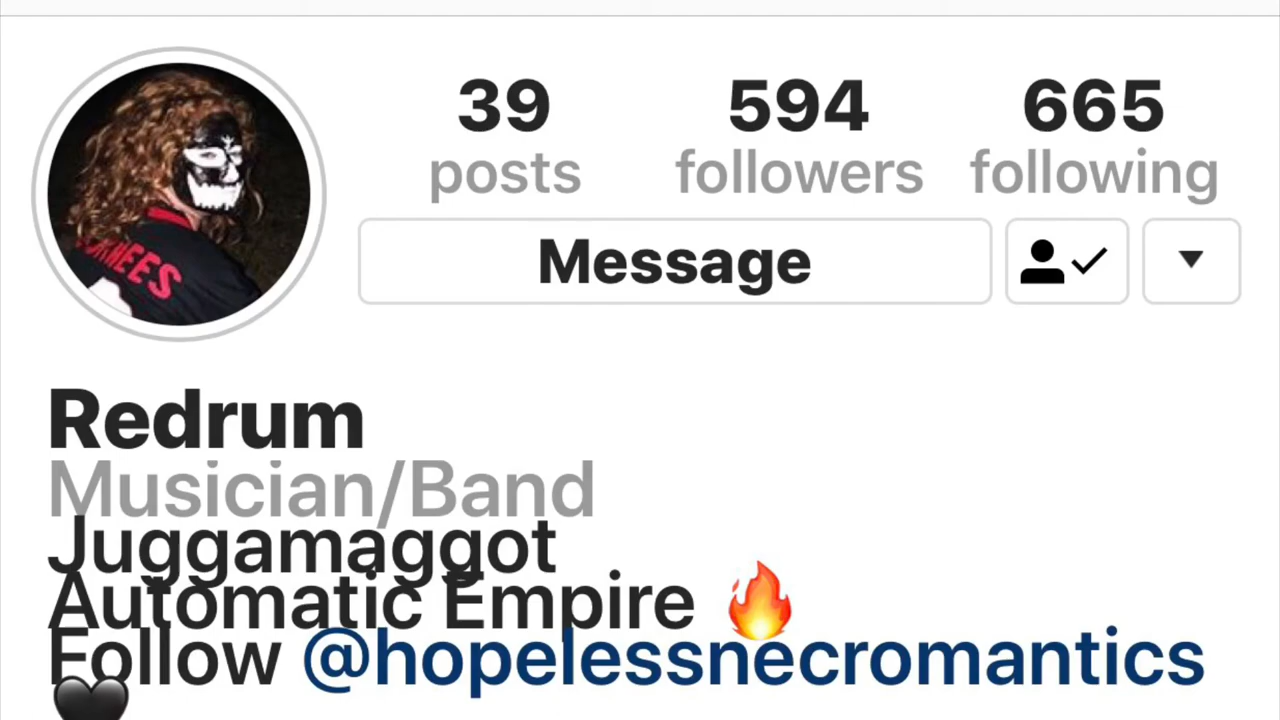 39 594 665
posts followers following
Message
Redrum
Musician/Band
Juggamaggot
Automatic Empire 🔥
Follow @hopelessnecromantics
🖤